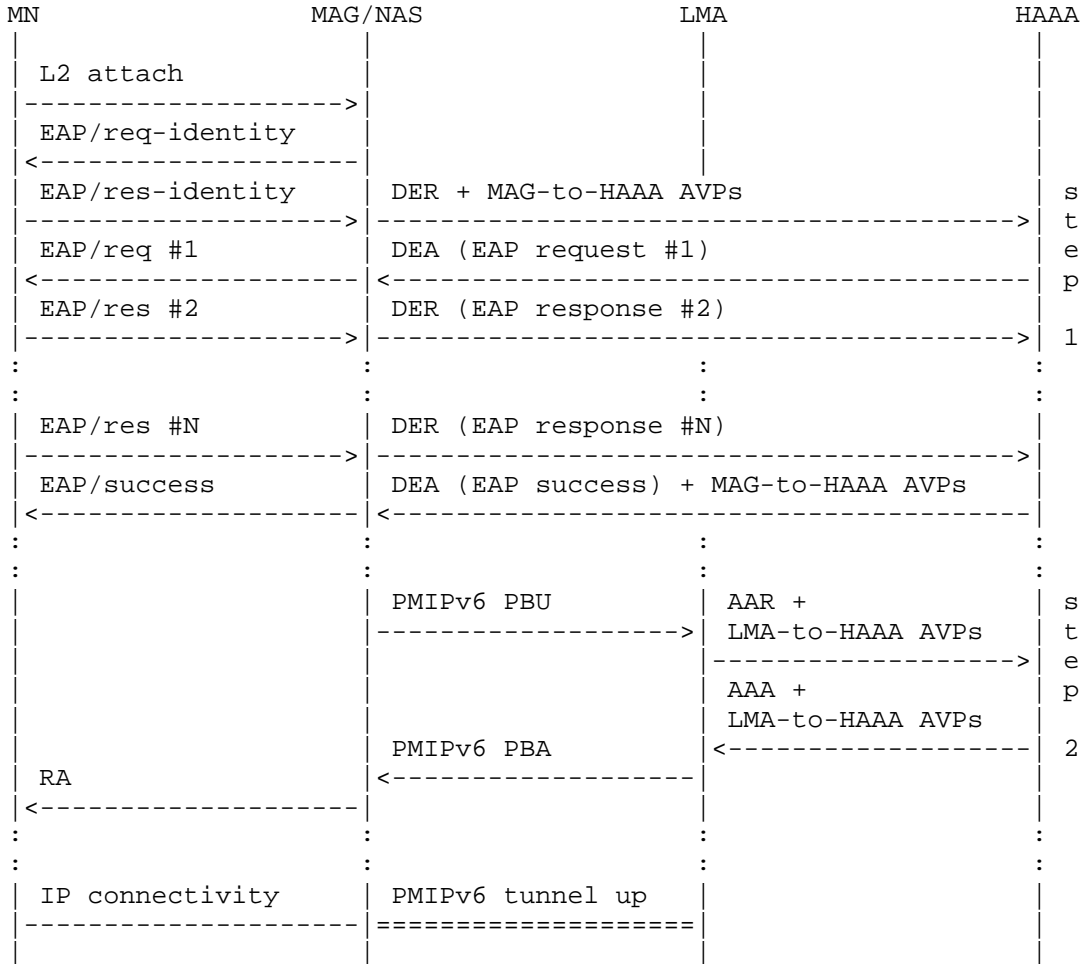 MN MAG/NAS LMA HAAA
L2 attach
EAP/req-identity
EAP/res-identity DER + MAG-to-HAAA AVPs s
t
EAP/req #1 DEA (EAP request #1) e
p
EAP/res #2 DER (EAP response #2)
1
EAP/res #N DER (EAP response #N)
EAP/success DEA (EAP success) + MAG-to-HAAA AVPs
PMIPv6 PBU AAR + s
LMA-to-HAAA AVPs t
e
AAA + p
LMA-to-HAAA AVPs
PMIPv6 PBA 2
RA
IP connectivity PMIPv6 tunnel up